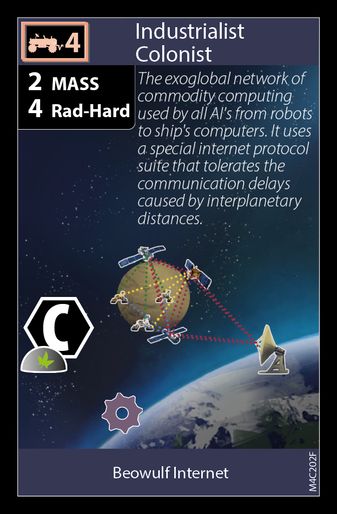 4
Industrialist
Colonist
2 MASS
4 Rad-Hard
The exoglobal network of
commodity computing
used by all AI's from robots
to ship's computers. It uses
a special internet protocol
suite that tolerates the
communication delays
caused by interplanetary
distances.
C
Beowulf Internet
M4C202F